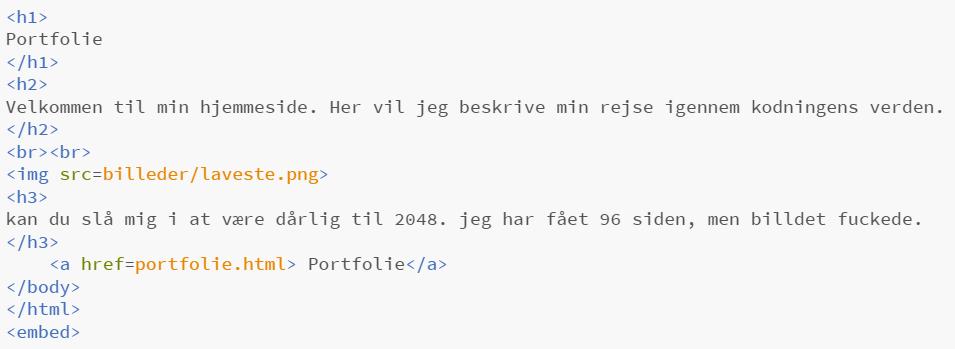 <h1>
Portfolie
</h1>
<h2>
Velkommen til min hjemmeside. Her vil jeg beskrive min rejse igennem kodningens verden.
</h2>
<br><br>
<img src=billeder/laveste.png>
<h3>
kan du slå mig i at være dårlig til 2048. jeg har fået 96 siden, men billdet fuckede.
</h3>
    <a href=portfolie.html> Portfolie</a>
</body>
</html>
<embed>